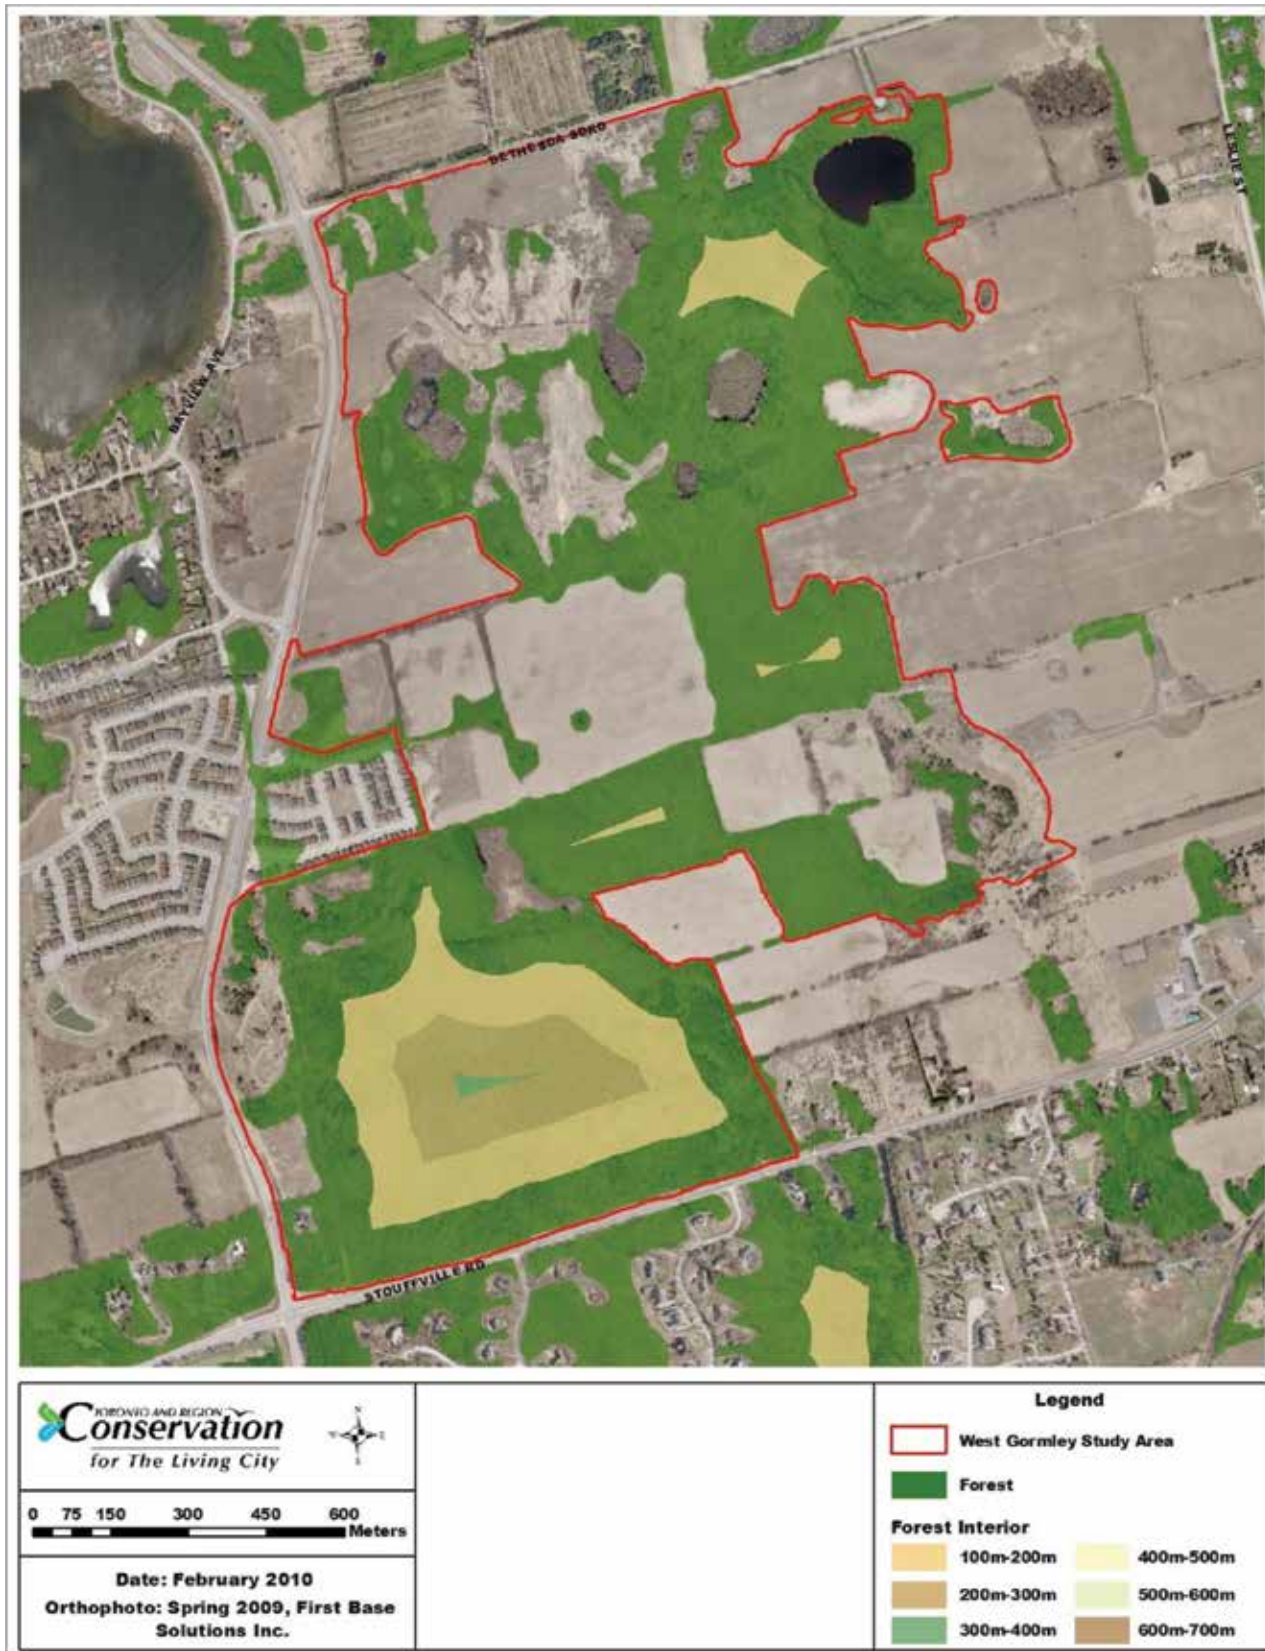 BETHESDA SDRD
LESLIE ST
BAYVIEW AVE
STOUFFVILLE RD
TORONTO AND REGION
Conservation
for The Living City
N
W
E
S
0 75 150 300 450 600
Meters
Date: February 2010
Orthophoto: Spring 2009, First Base
Solutions Inc.
Legend
West Gormley Study Area
Forest
Forest Interior
100m-200m 400m-500m
200m-300m 500m-600m
300m-400m 600m-700m